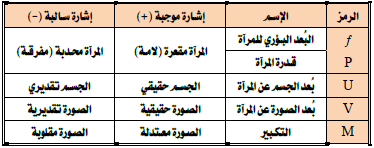 الرمز الإسم إشارة موجبة (+) إشارة سالبة (-)
f البُعد البؤري للمرآة مرآة مقعرة (لامة) المرآة محدبة (مفرقة)
P قدرة المرآة
U بُعد الجسم عن المرآة الجسم حقيقي الجسم تقديري
V بُعد الصورة عن المرآة الصورة حقيقية الصورة تقديرية
M التكبير الصورة معتدلة الصورة مقلوبة